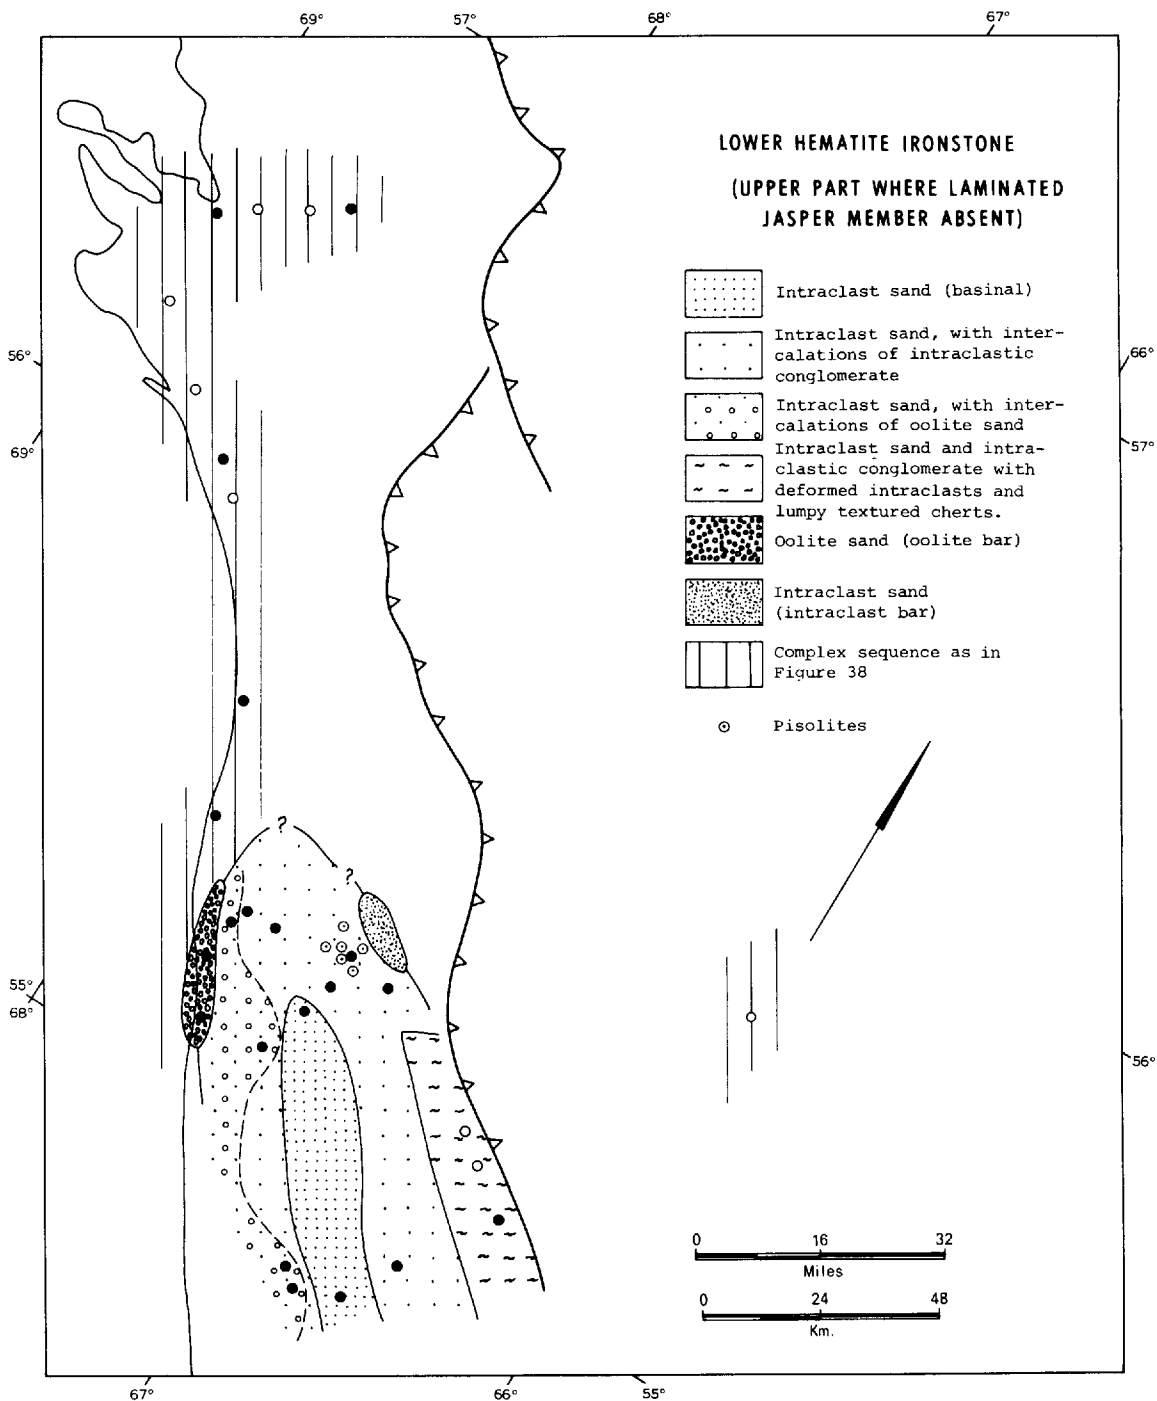 69°
57°
68°
67°
LOWER HEMATITE IRONSTONE
(UPPER PART WHERE LAMINATED
JASPER MEMBER ABSENT)
Intraclast sand (basinal)
Intraclast sand, with inter-
calations of intraclastic
conglomerate
Intraclast sand, with inter-
calations of oolite sand
Intraclast sand and intra-
clastic conglomerate with
deformed intraclasts and
lumpy textured cherts.
Oolite sand (oolite bar)
Intraclast sand
(intraclast bar)
Complex sequence as in
Figure 38
Pisolites
56°
66°
69°
57°
?
?
55°
68°
56°
0 16 32
Miles
0 24 48
Km.
67°
66°
55°